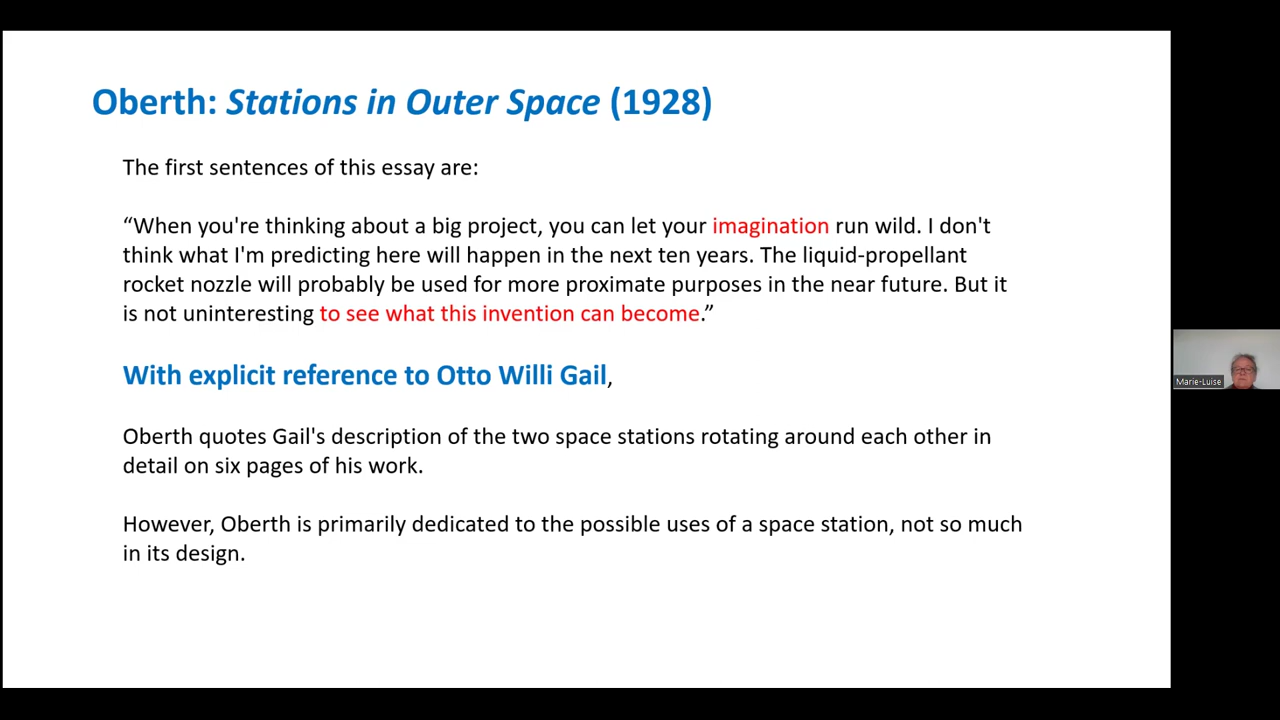 Oberth: Stations in Outer Space (1928)
The first sentences of this essay are:
“When you're thinking about a big project, you can let your imagination run wild. I don't
think what I'm predicting here will happen in the next ten years. The liquid-propellant
rocket nozzle will probably be used for more proximate purposes in the near future. But it
is not uninteresting to see what this invention can become.”
With explicit reference to Otto Willi Gail,
Oberth quotes Gail's description of the two space stations rotating around each other in
detail on six pages of his work.
However, Oberth is primarily dedicated to the possible uses of a space station, not so much
in its design.
Marie-Luise